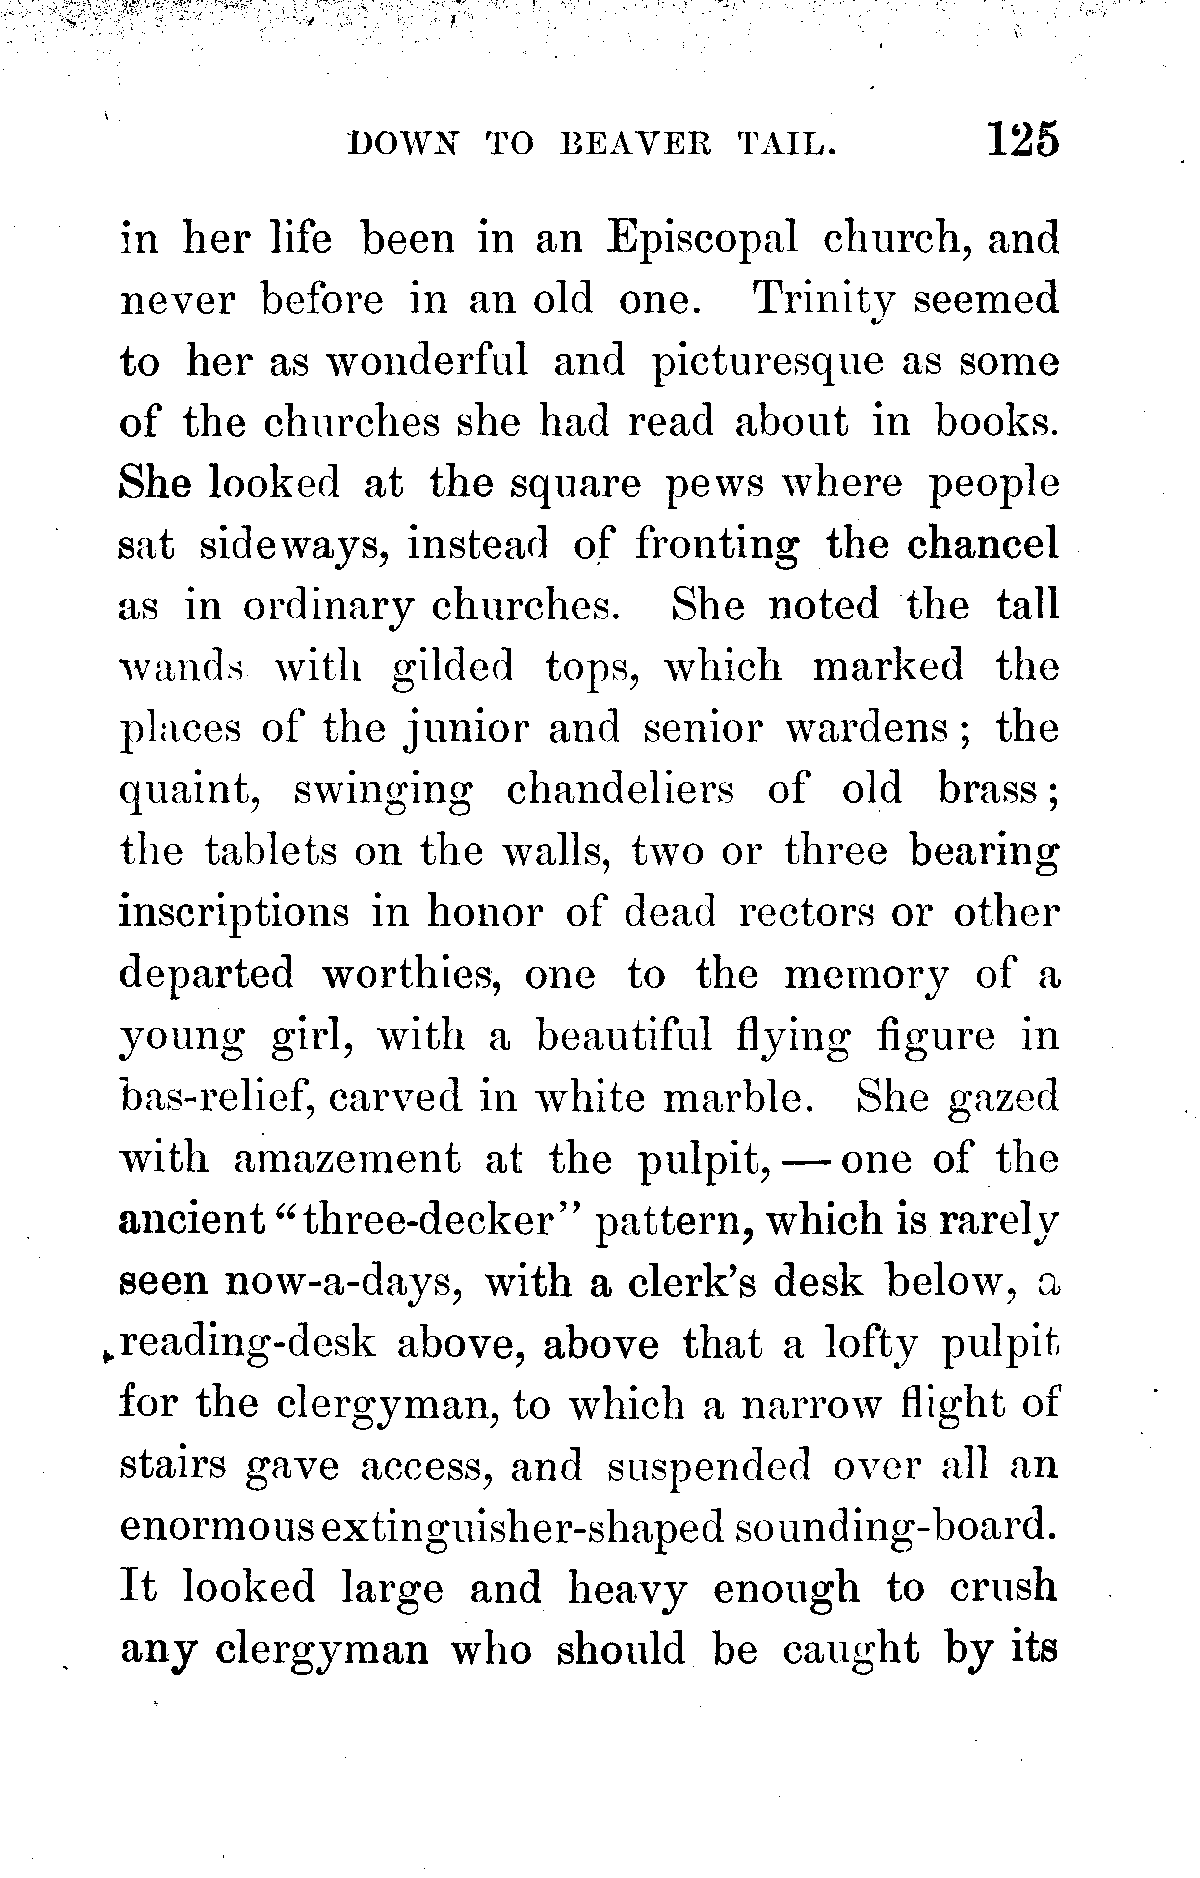 DOWN TO BEAVER TAIL. 125
in her life been in an Episcopal church, and
never before in an old one. Trinity seemed
to her as wonderful and picturesque as some
of the churches she had read about in books.
She looked at the square pews where people
sat sideways, instead of fronting the chancel
as in ordinary churches. She noted the tall
wands with gilded tops, which marked the
places of the junior and senior wardens; the
quaint, swinging chandeliers of old brass;
the tablets on the walls, two or three bearing
inscriptions in honor of dead rectors or other
departed worthies, one to the memory of a
young girl, with a beautiful flying figure in
bas-relief, carved in white marble. She gazed
with amazement at the pulpit, — one of the
ancient "three-decker" pattern, which is rarely
seen now-a-days, with a clerk's desk below, a
reading-desk above, above that a lofty pulpit
for the clergyman, to which a narrow flight of
stairs gave access, and suspended over all an
enormous extinguisher-shaped sounding-board.
It looked large and heavy enough to crush
any clergyman who should be caught by its